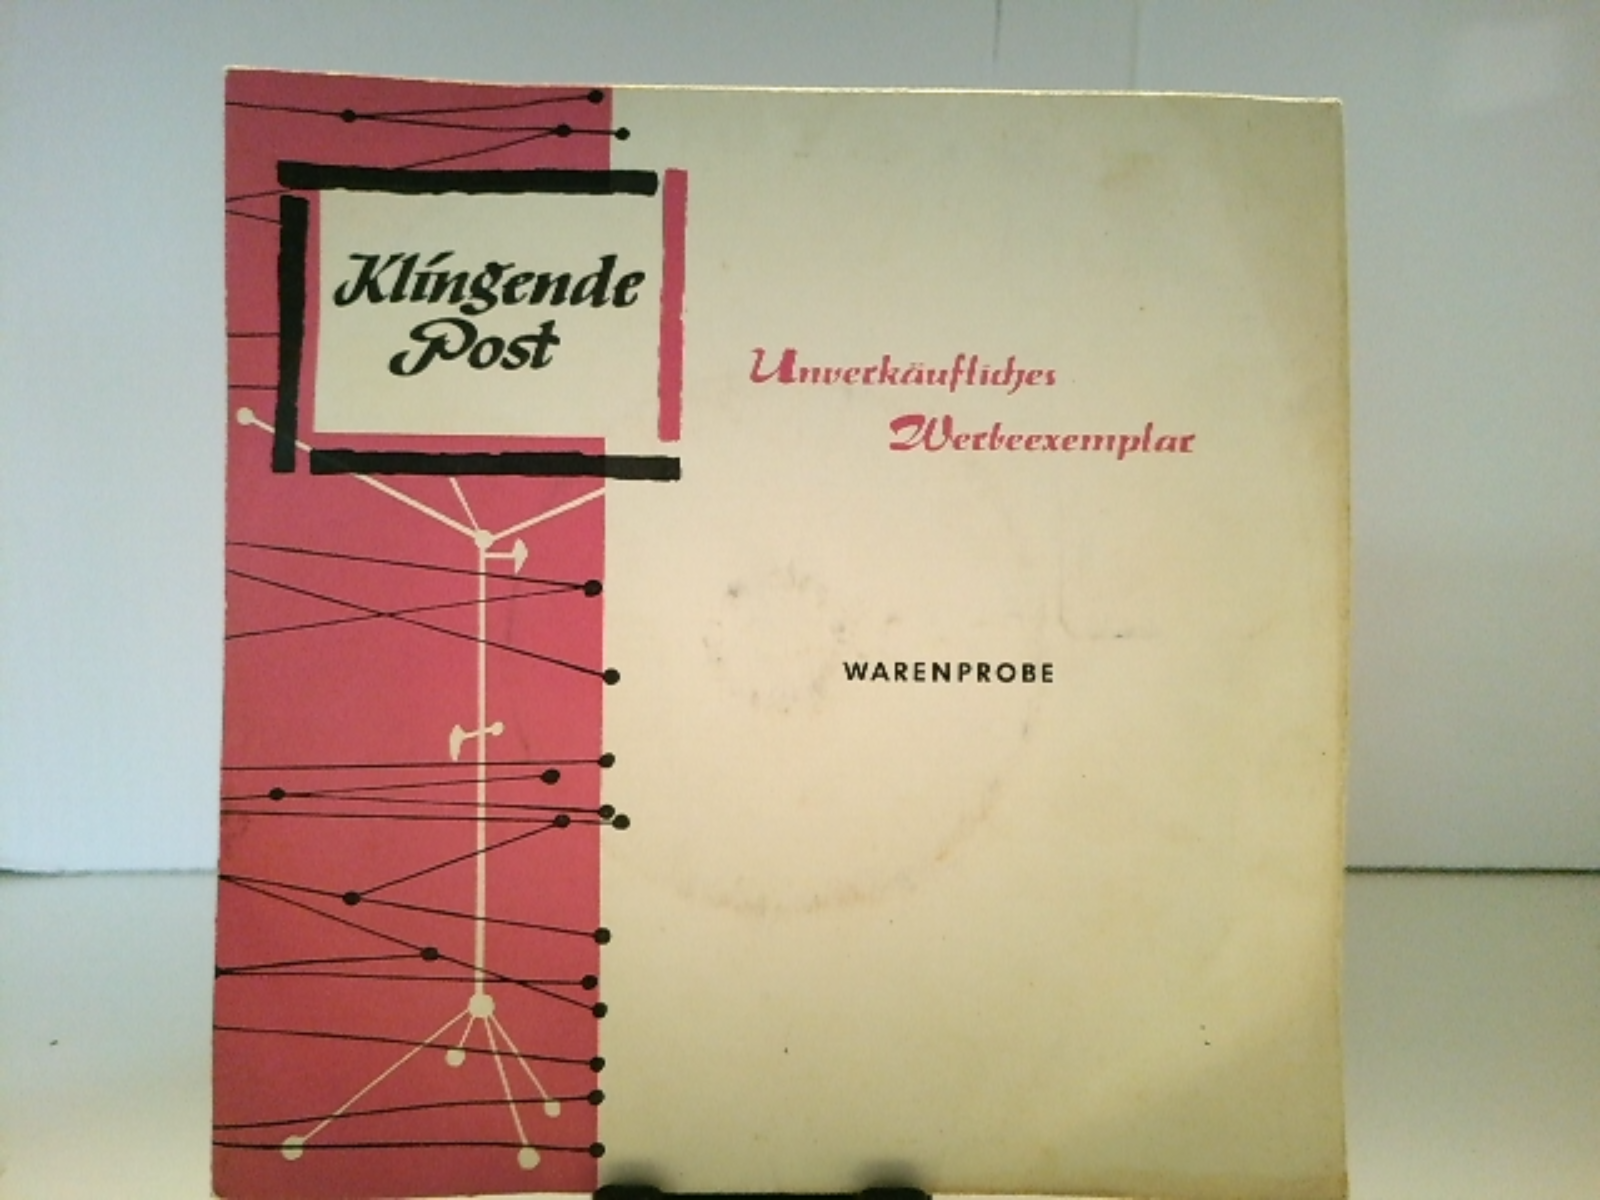 Klingende
Post
Unverkäufliches
Werbeexemplar
WARENPROBE